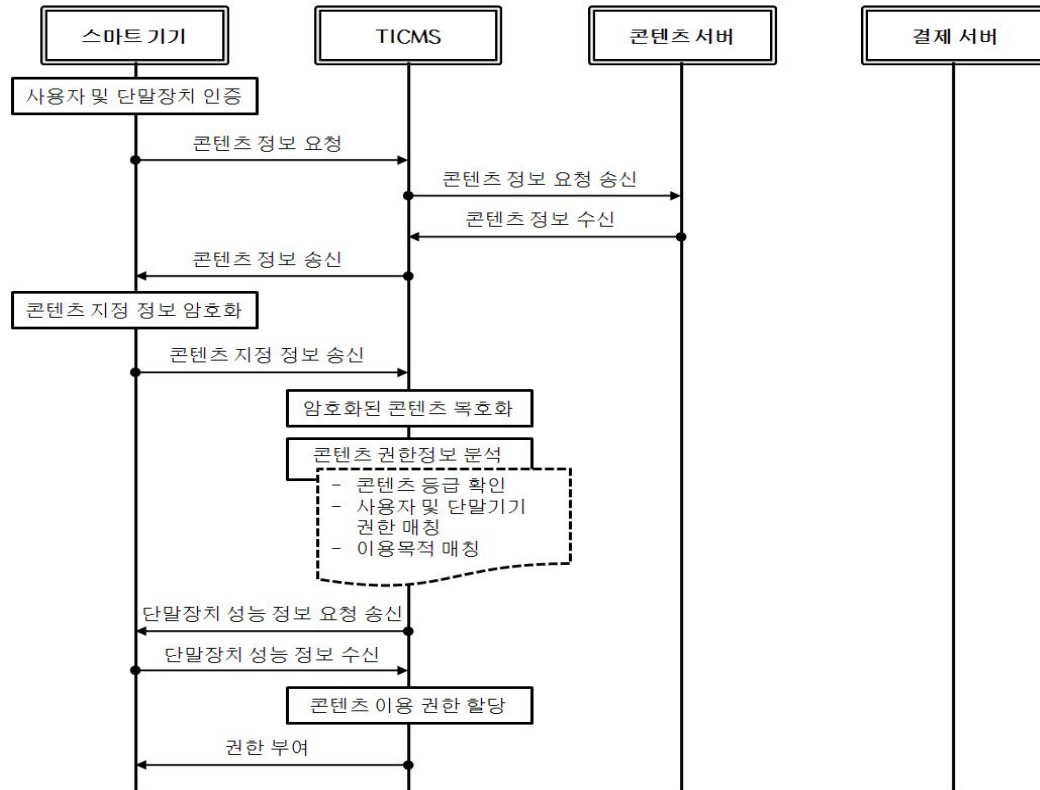 스마트 기기
TICMS
콘텐츠 서버
결제 서버
사용자 및 단말장치 인증
콘텐츠 정보 요청
콘텐츠 정보 요청 송신
콘텐츠 정보 수신
콘텐츠 정보 송신
콘텐츠 지정 정보 암호화
콘텐츠 지정 정보 송신
암호화된 콘텐츠 복호화
콘텐츠 권한정보 분석
- 콘텐츠 등급 확인
- 사용자 및 단말기기
권한 매칭
- 이용목적 매칭
단말장치 성능 정보 요청 송신
단말장치 성능 정보 수신
콘텐츠 이용 권한 할당
권한 부여